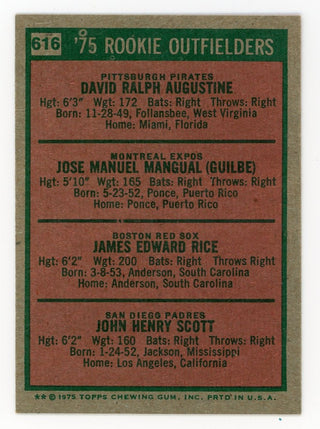 616 '75 ROOKIE OUTFIELDERS
PITTSBURGH PIRATES
DAVID RALPH AUGUSTINE
Hgt: 6'3" Wgt: 172 Bats: Right Throws: Right
Born: 11-28-49, Follansbee, West Virginia
Home: Miami, Florida
MONTREAL EXPOS
JOSE MANUEL MANGUAL (GUILBE)
Hgt: 5'10" Wgt: 165 Bats: Right Throws: Right
Born: 5-23-52, Ponce, Puerto Rico
Home: Ponce, Puerto Rico
BOSTON RED SOX
JAMES EDWARD RICE
Hgt: 6'2" Wgt: 200 Bats: Right Throws: Right
Born: 3-8-53, Anderson, South Carolina
Home: Anderson, South Carolina
SAN DIEGO PADRES
JOHN HENRY SCOTT
Hgt: 6'2" Wgt: 160 Bats: Right Throws: Right
Born: 1-24-52, Jackson, Mississippi
Home: Los Angeles, California
** © 1975 TOPPS CHEWING GUM, INC. PRTD IN U.S.A.